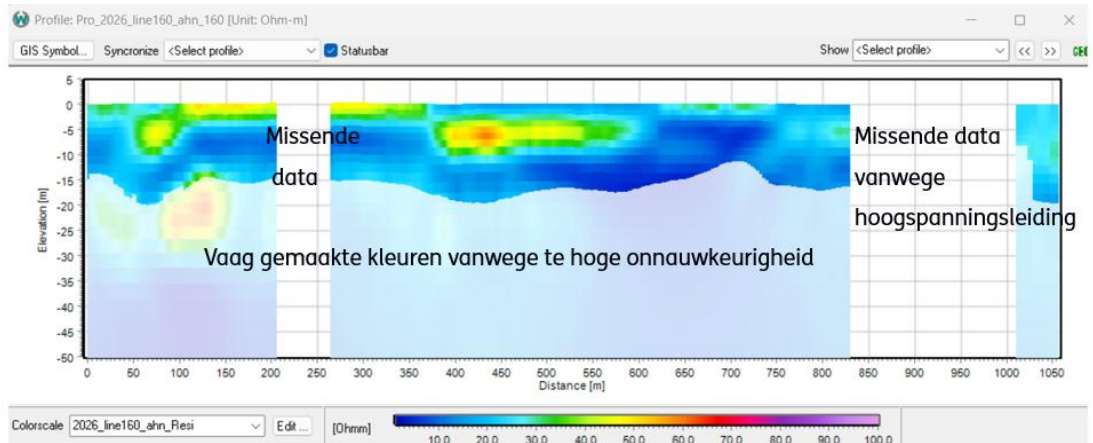 Profile: Pro_2026_line160_ahn_160 [Unit: Ohm-m]
GIS Symbol... Syncronize <Select profile> Statusbar Show <Select profile> << >> GE
5
0
-5
-10
-15
-20
-25
-30
-35
-40
-45
-50
Elevation [m]
Missende
data
Missende data
vanwege
hoogspanningsleiding
Vaag gemaakte kleuren vanwege te hoge onnauwkeurigheid
0 50 100 150 200 250 300 350 400 450 500 550 600 650 700 750 800 850 900 950 1000 1050
Distance [m]
Colorscale 2026_line160_ahn_Resi Edit ... [Ohmm]
10.0 20.0 30.0 40.0 50.0 60.0 70.0 80.0 90.0 100.0